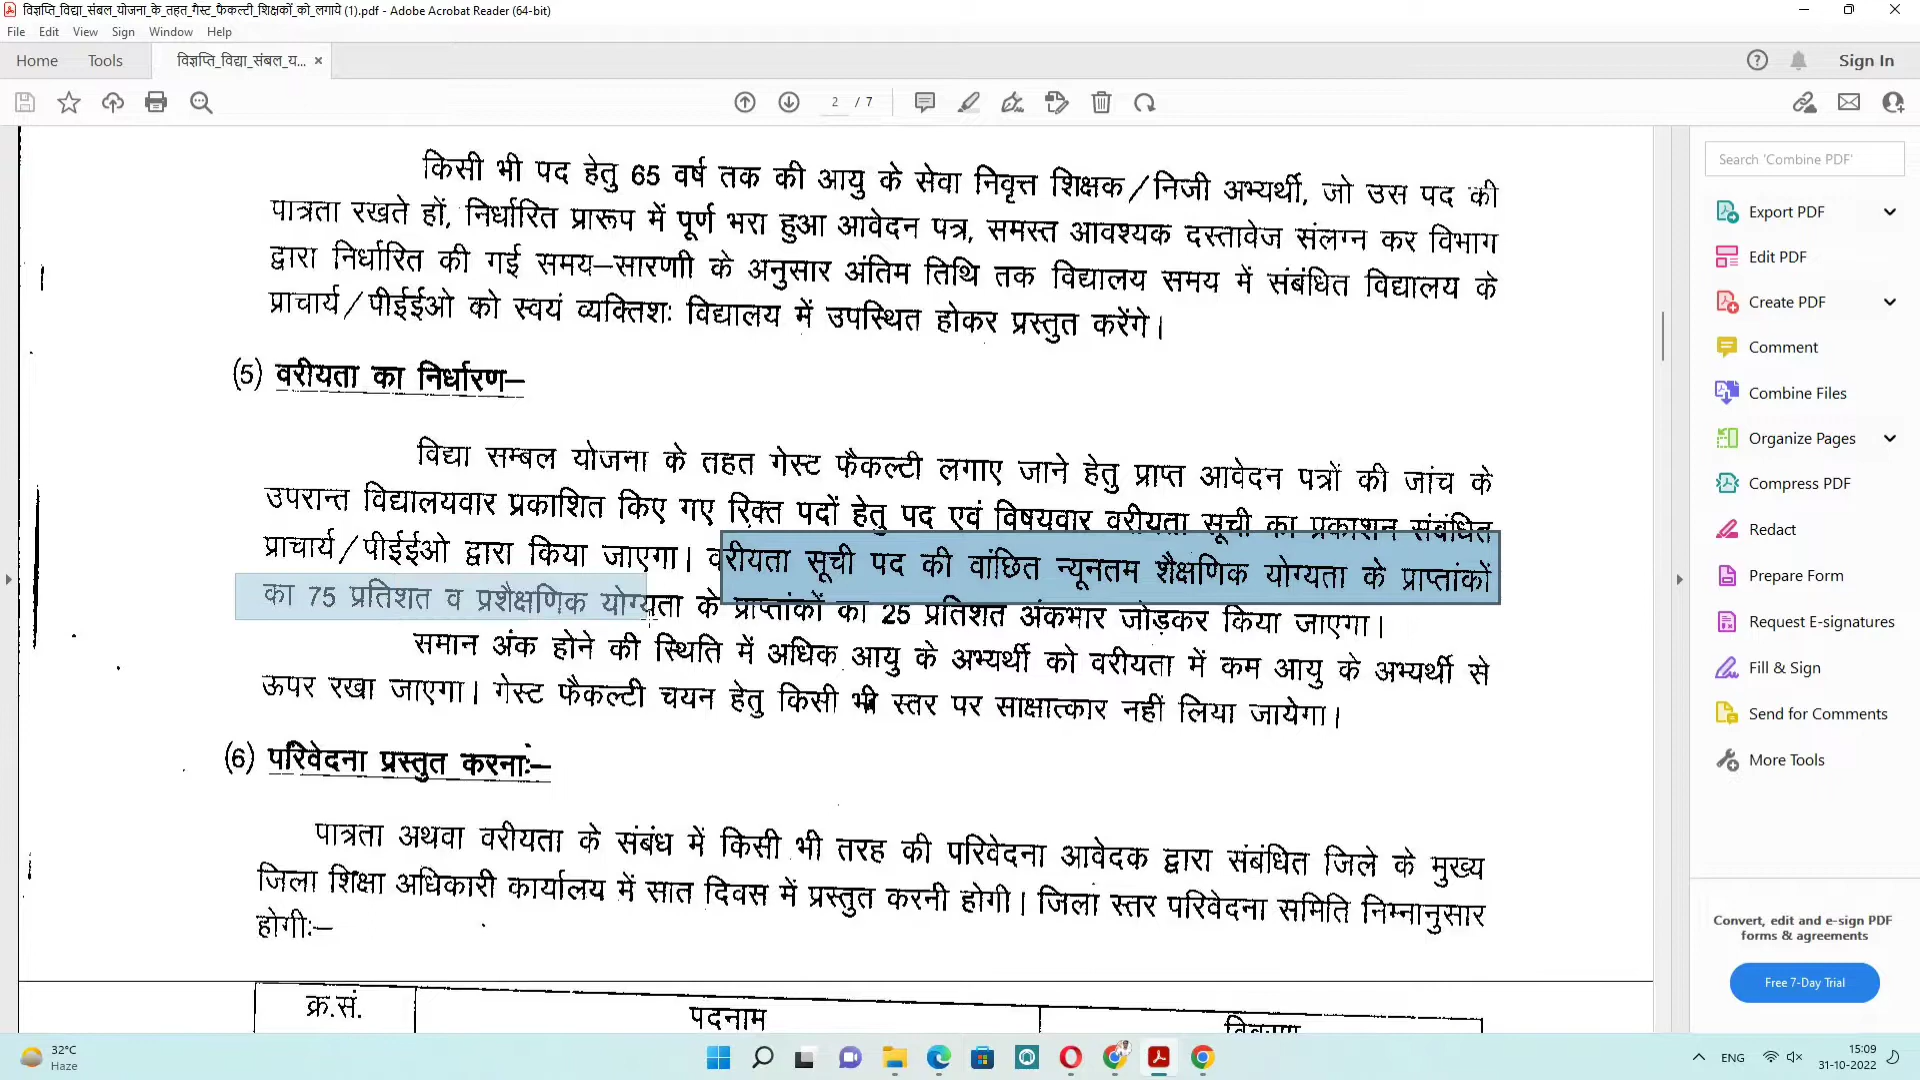 विज्ञप्ति_विद्या_संबल_योजना_के_तहत_गैस्ट_फैकल्टी_शिक्षकों_को_लगाये (1).pdf - Adobe Acrobat Reader (64-bit)
File Edit View Sign Window Help
Home Tools विज्ञप्ति_विद्या_संबल_य... × Sign In
2 / 7
किसी भी पद हेतु 65 वर्ष तक की आयु के सेवा निवृत्त शिक्षक/निजी अभ्यर्थी, जो उस पद की
पात्रता रखते हों, निर्धारित प्रारूप में पूर्ण भरा हुआ आवेदन पत्र, समस्त आवश्यक दस्तावेज संलग्न कर विभाग
द्वारा निर्धारित की गई समय–सारणी के अनुसार अंतिम तिथि तक विद्यालय समय में संबंधित विद्यालय के
प्राचार्य/पीईईओ को स्वयं व्यक्तिशः विद्यालय में उपस्थित होकर प्रस्तुत करेंगे।
(5) वरीयता का निर्धारण–
विद्या सम्बल योजना के तहत गेस्ट फैकल्टी लगाए जाने हेतु प्राप्त आवेदन पत्रों की जांच के
उपरान्त विद्यालयवार प्रकाशित किए गए रिक्त पदों हेतु पद एवं विषयवार वरीयता सूची का प्रकाशन संबंधित
प्राचार्य/पीईईओ द्वारा किया जाएगा। वरीयता सूची पद की वांछित न्यूनतम शैक्षणिक योग्यता के प्राप्तांकों
का 75 प्रतिशत व प्रशैक्षणिक योग्यता के प्राप्तांकों का 25 प्रतिशत अंकभार जोड़कर किया जाएगा।
समान अंक होने की स्थिति में अधिक आयु के अभ्यर्थी को वरीयता में कम आयु के अभ्यर्थी से
ऊपर रखा जाएगा। गेस्ट फैकल्टी चयन हेतु किसी भी स्तर पर साक्षात्कार नहीं लिया जायेगा।
(6) परिवेदना प्रस्तुत करनाः–
पात्रता अथवा वरीयता के संबंध में किसी भी तरह की परिवेदना आवेदक द्वारा संबंधित जिले के मुख्य
जिला शिक्षा अधिकारी कार्यालय में सात दिवस में प्रस्तुत करनी होगी। जिला स्तर परिवेदना समिति निम्नानुसार
होगीः–
क्र.सं. पदनाम विवरण
Search 'Combine PDF'
Export PDF
Edit PDF
Create PDF
Comment
Combine Files
Organize Pages
Compress PDF
Redact
Prepare Form
Request E-signatures
Fill & Sign
Send for Comments
More Tools
Convert, edit and e-sign PDF
forms & agreements
Free 7-Day Trial
32°C
Haze
ENG
15:09
31-10-2022